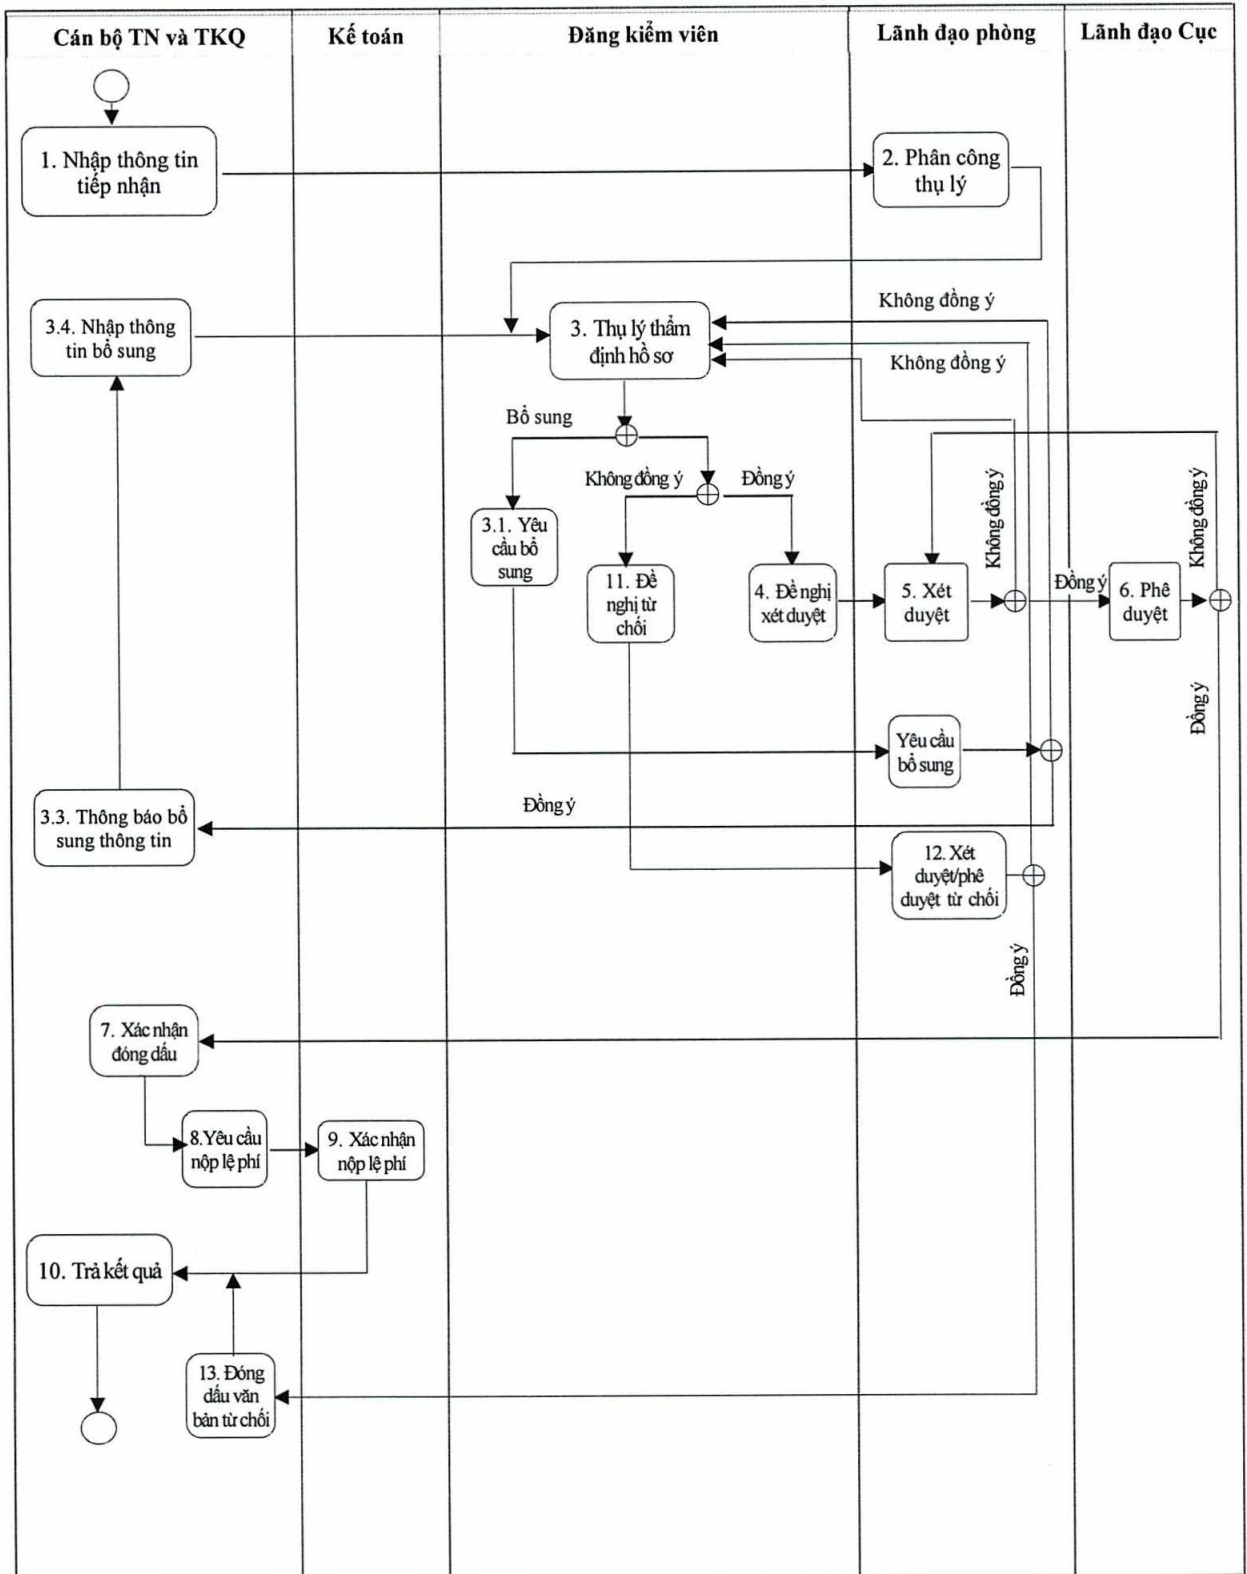 Cán bộ TN và TKQ
Kế toán
Đăng kiểm viên
Lãnh đạo phòng
Lãnh đạo Cục
1. Nhập thông tin
tiếp nhận
2. Phân công
thụ lý
3.4. Nhập thông
tin bổ sung
3. Thụ lý thẩm
định hồ sơ
Không đồng ý
Không đồng ý
Bổ sung
Không đồng ý
Đồng ý
3.1. Yêu
cầu bổ
sung
11. Đề
nghị từ
chối
4. Đề nghị
xét duyệt
5. Xét
duyệt
Không đồng ý
Đồng ý
6. Phê
duyệt
Không đồng ý
Đồng ý
Yêu cầu
bổ sung
3.3. Thông báo bổ
sung thông tin
Đồng ý
12. Xét
duyệt/phê
duyệt từ chối
Đồng ý
7. Xác nhận
đóng dấu
8.Yêu cầu
nộp lệ phí
9. Xác nhận
nộp lệ phí
10. Trả kết quả
13. Đóng
dấu văn
bản từ chối